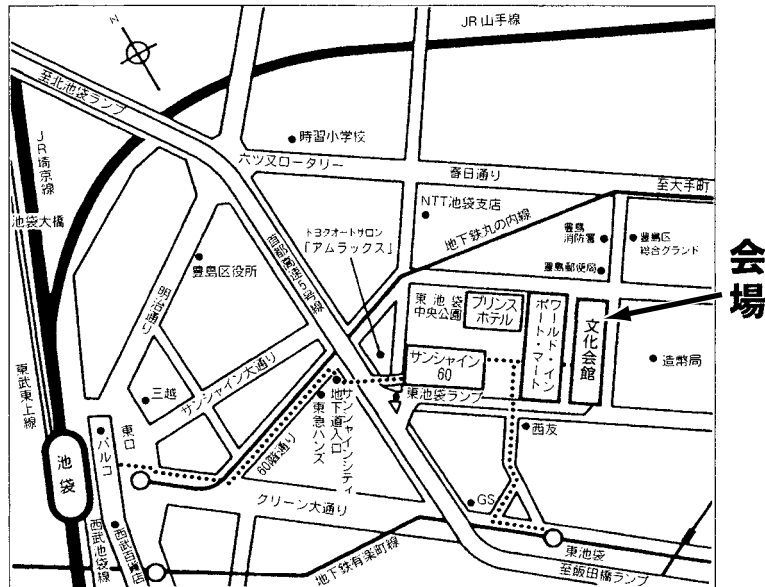 N
JR山手線
至北池袋ランプ
JR埼京線
時習小学校
六ツ又ロータリー
春日通り
至大手町
池袋大橋
NTT池袋支店
地下鉄丸の内線
豊島
消防署
豊島区
総合グランド
トヨタオートサロン
「アムラックス」
首都高速5号線
豊島区役所
豊島郵便局
会場
明治通り
東池袋
中央公園
プリンス
ホテル
ワールド・イン
ポート・マート
文化会館
サンシャイン
60
造幣局
東武東上線
三越
サンシャイン大通り
東池袋ランプ
サンシャインシティ
地下道入口
東急ハンズ
60階通り
西友
パルコ
東口
池袋
GS
グリーン大通り
西武池袋線
西武百貨店
地下鉄有楽町線
東池袋
至飯田橋ランプ